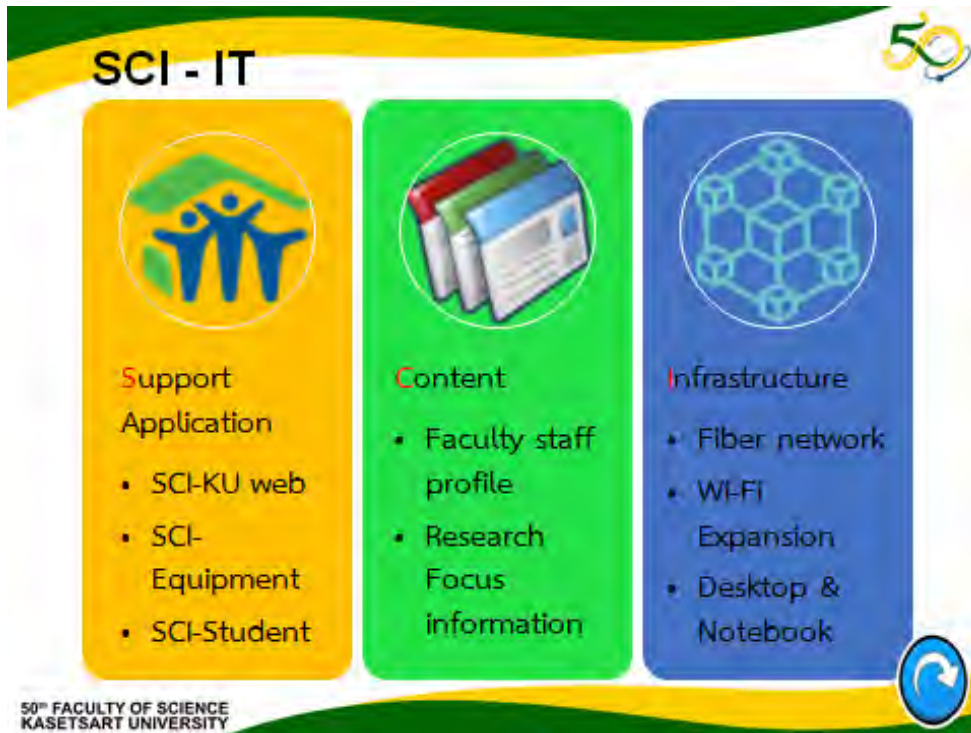 SCI - IT
50
Support
Application
• SCI-KU web
• SCI-
Equipment
• SCI-Student
Content
• Faculty staff
profile
• Research
Focus
information
Infrastructure
• Fiber network
• Wi-Fi
Expansion
• Desktop &
Notebook
50th FACULTY OF SCIENCE
KASETSART UNIVERSITY